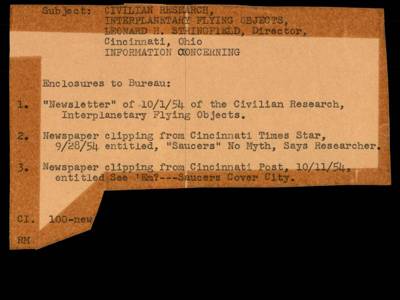 Subject: CIVILIAN RESEARCH,
INTERPLANETARY FLYING OBJECTS,
LEONARD H. STRINGFIELD, Director,
Cincinnati, Ohio
INFORMATION CONCERNING
Enclosures to Bureau:
1. "Newsletter" of 10/1/54 of the Civilian Research,
Interplanetary Flying Objects.
2. Newspaper clipping from Cincinnati Times Star,
9/28/54 entitled, "Saucers" No Myth, Says Researcher.
3. Newspaper clipping from Cincinnati Post, 10/11/54,
entitled See 'Em?---Saucers Cover City.
CI. 100-new
RM